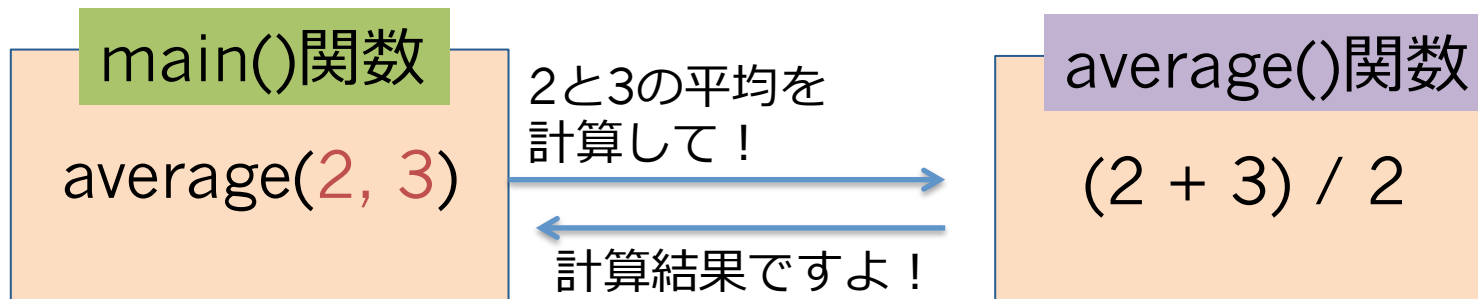 main()関数
average(2, 3)
2と3の平均を
計算して！
計算結果ですよ！
average()関数
(2 + 3) / 2